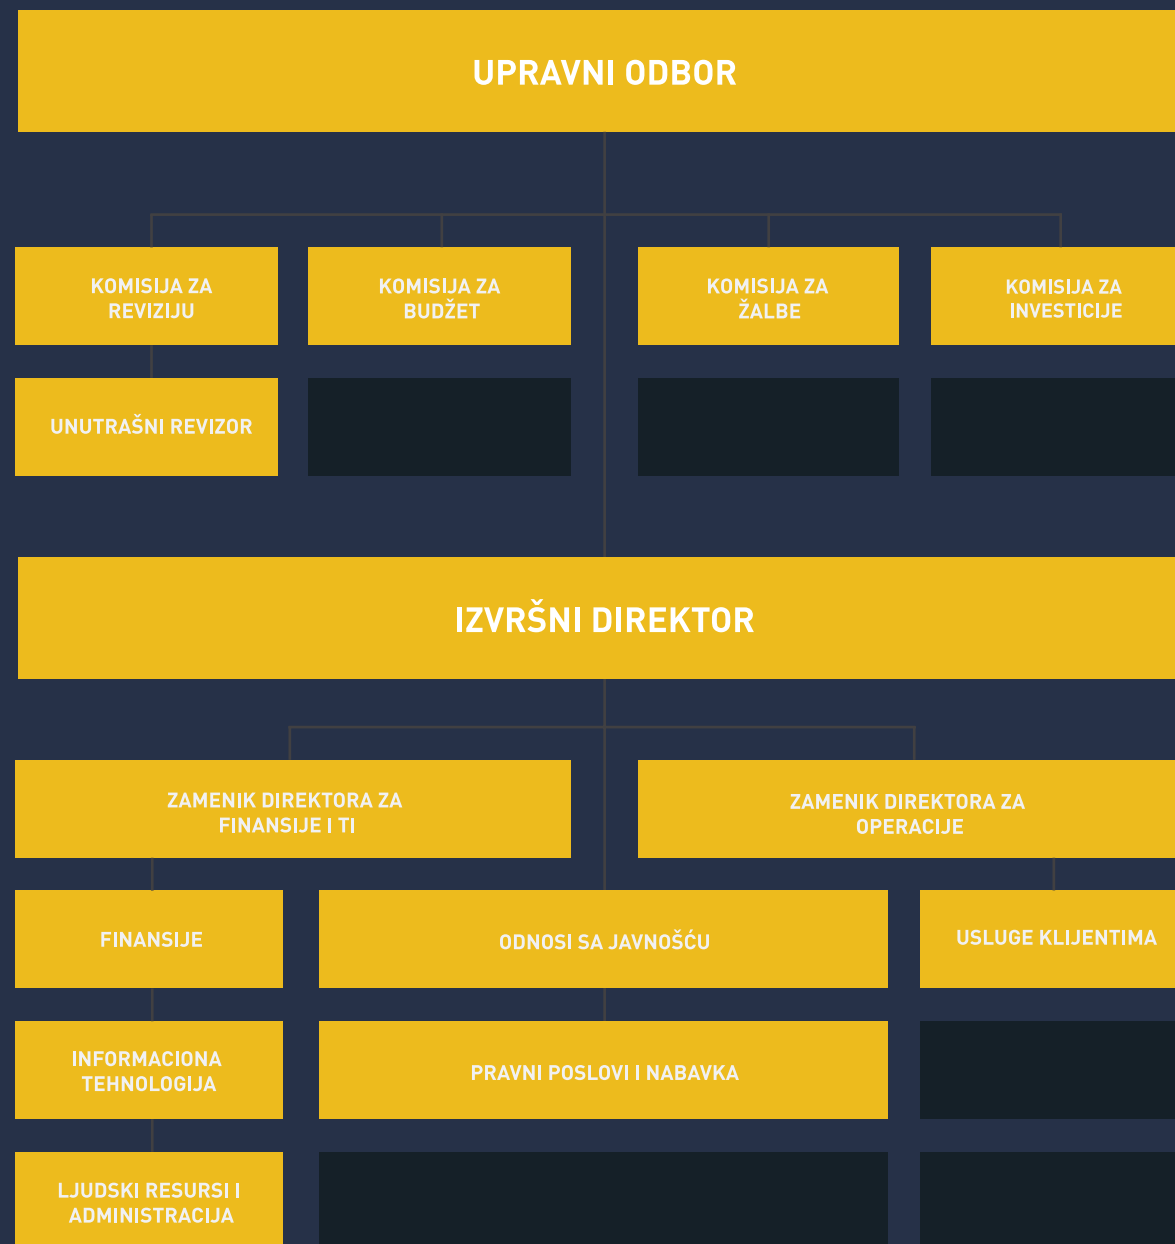 UPRAVNI ODBOR
KOMISIJA ZA
REVIZIJU
KOMISIJA ZA
BUDŽET
KOMISIJA ZA
ŽALBE
KOMISIJA ZA
INVESTICIJE
UNUTRAŠNI REVIZOR
IZVRŠNI DIREKTOR
ZAMENIK DIREKTORA ZA
FINANSIJE I TI
ZAMENIK DIREKTORA ZA
OPERACIJE
FINANSIJE
ODNOSI SA JAVNOŠĆU
USLUGE KLIJENTIMA
INFORMACIONA
TEHNOLOGIJA
PRAVNI POSLOVI I NABAVKA
LJUDSKI RESURSI I
ADMINISTRACIJA